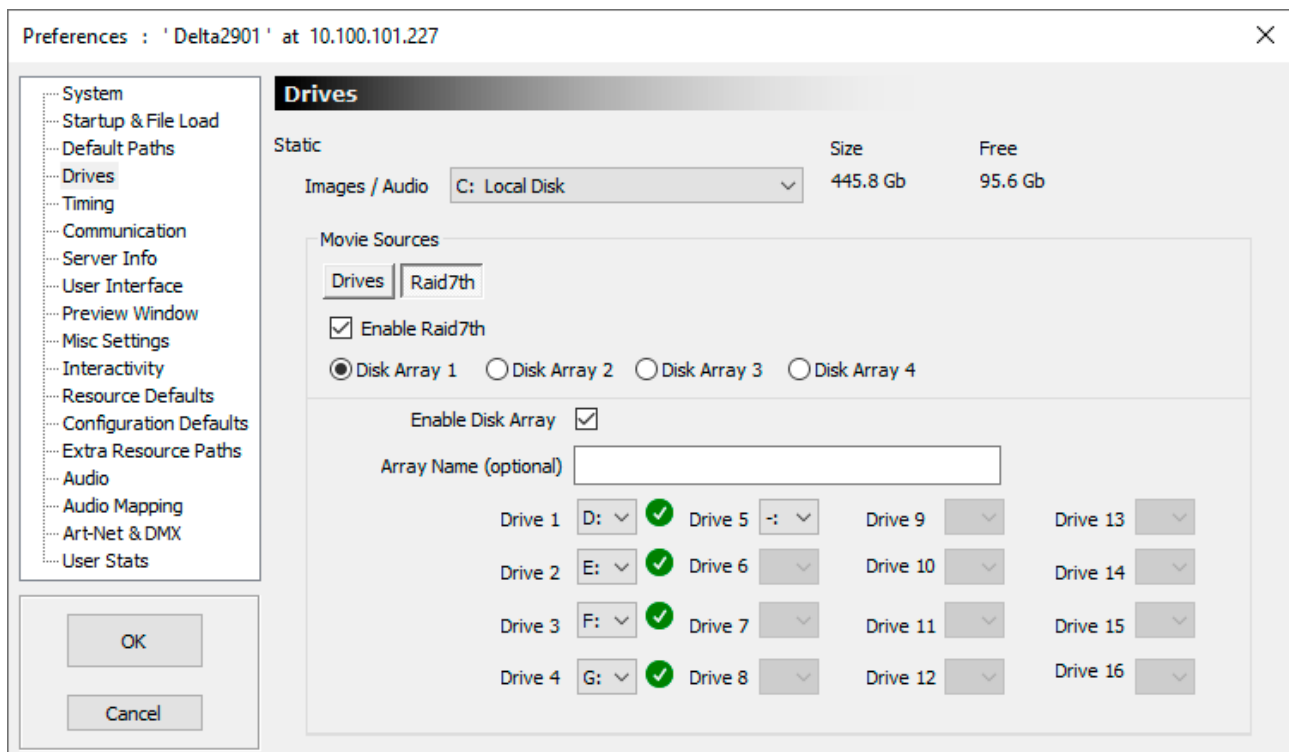 Preferences : ' Delta2901 ' at 10.100.101.227
System
Startup & File Load
Default Paths
Drives
Timing
Communication
Server Info
User Interface
Preview Window
Misc Settings
Interactivity
Resource Defaults
Configuration Defaults
Extra Resource Paths
Audio
Audio Mapping
Art-Net & DMX
User Stats
OK
Cancel
Drives
Static Size Free
Images / Audio C: Local Disk 445.8 Gb 95.6 Gb
Movie Sources
Drives Raid7th
Enable Raid7th
Disk Array 1 Disk Array 2 Disk Array 3 Disk Array 4
Enable Disk Array
Array Name (optional)
Drive 1 D: Drive 5 -: Drive 9 Drive 13
Drive 2 E: Drive 6 Drive 10 Drive 14
Drive 3 F: Drive 7 Drive 11 Drive 15
Drive 4 G: Drive 8 Drive 12 Drive 16